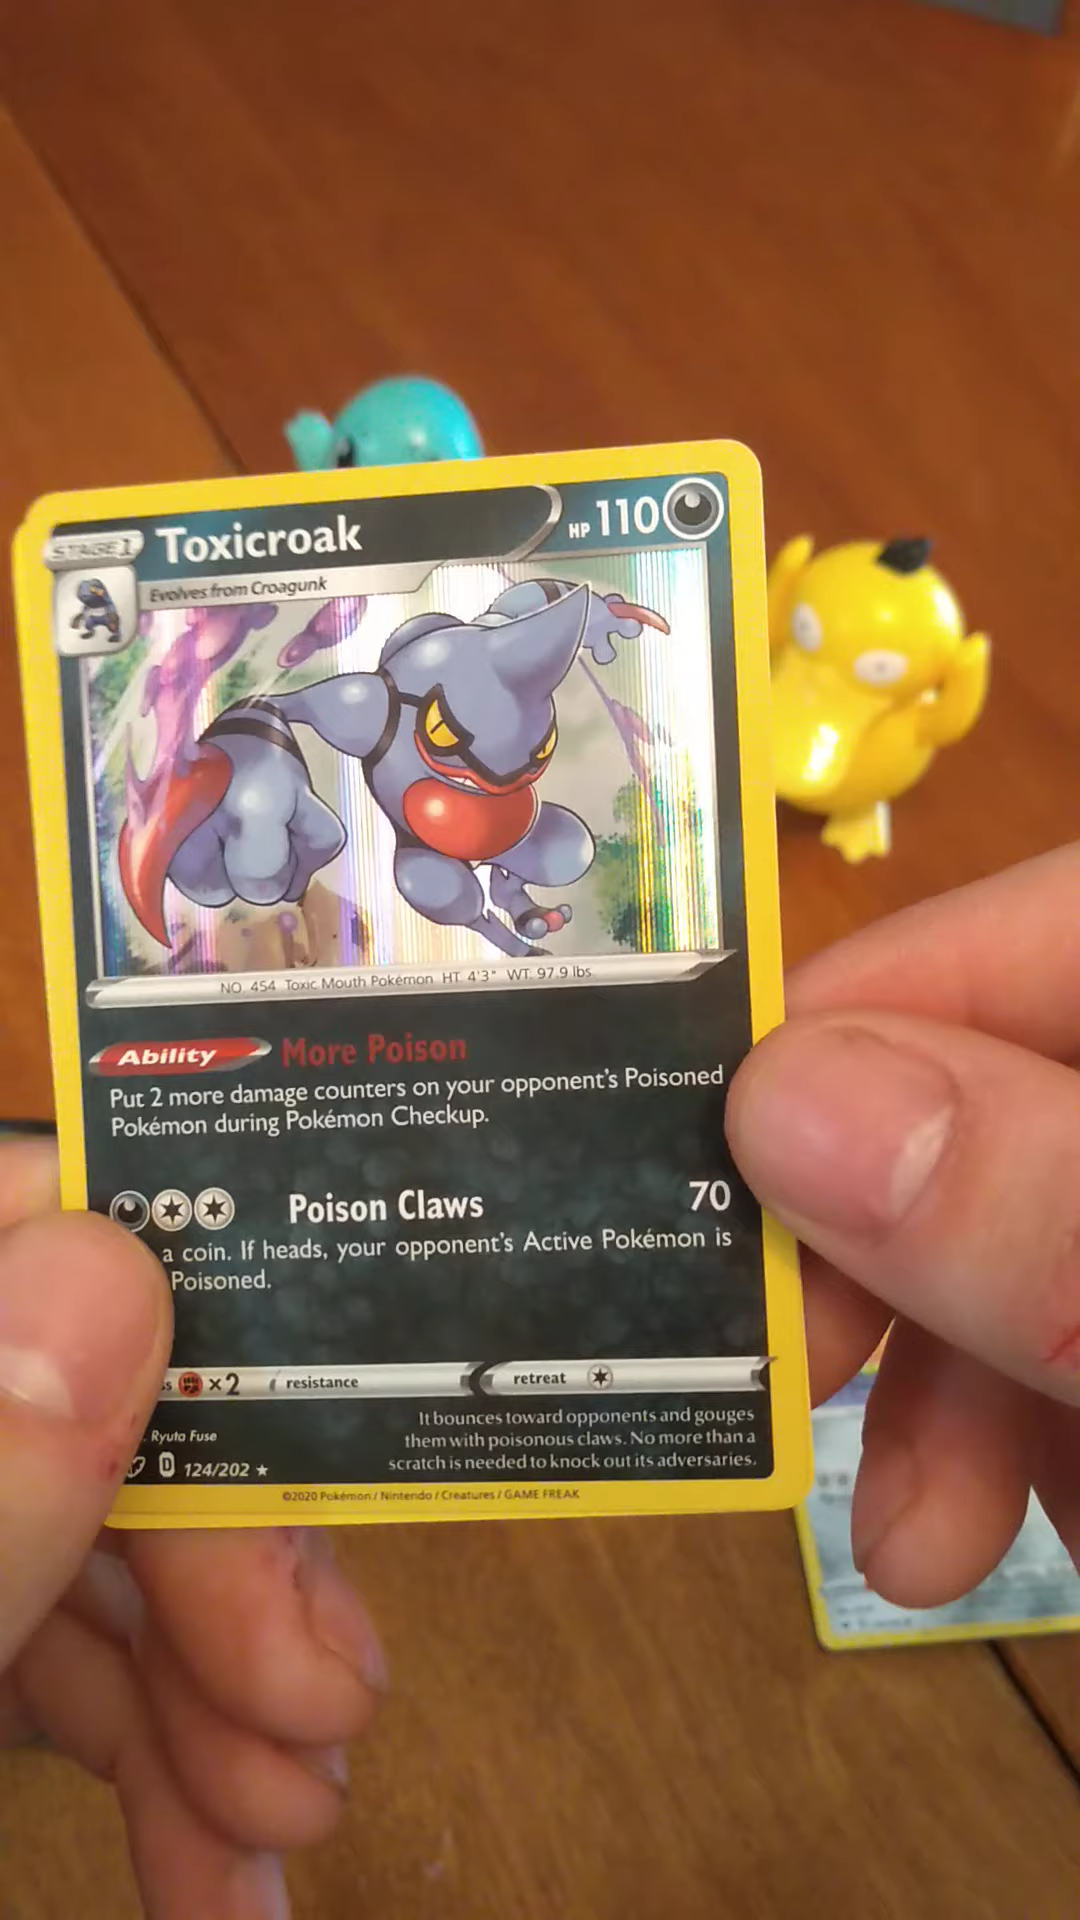 STAGE 1 Toxicroak HP 110
Evolves from Croagunk
NO. 454 Toxic Mouth Pokémon HT. 4'3" WT. 97.9 lbs
Ability More Poison
Put 2 more damage counters on your opponent's Poisoned
Pokémon during Pokémon Checkup.
Poison Claws 70
a coin. If heads, your opponent's Active Pokémon is
Poisoned.
s ×2 resistance retreat
It bounces toward opponents and gouges
them with poisonous claws. No more than a
scratch is needed to knock out its adversaries.
. Ryuta Fuse
D 124/202 ★
©2020 Pokémon / Nintendo / Creatures / GAME FREAK